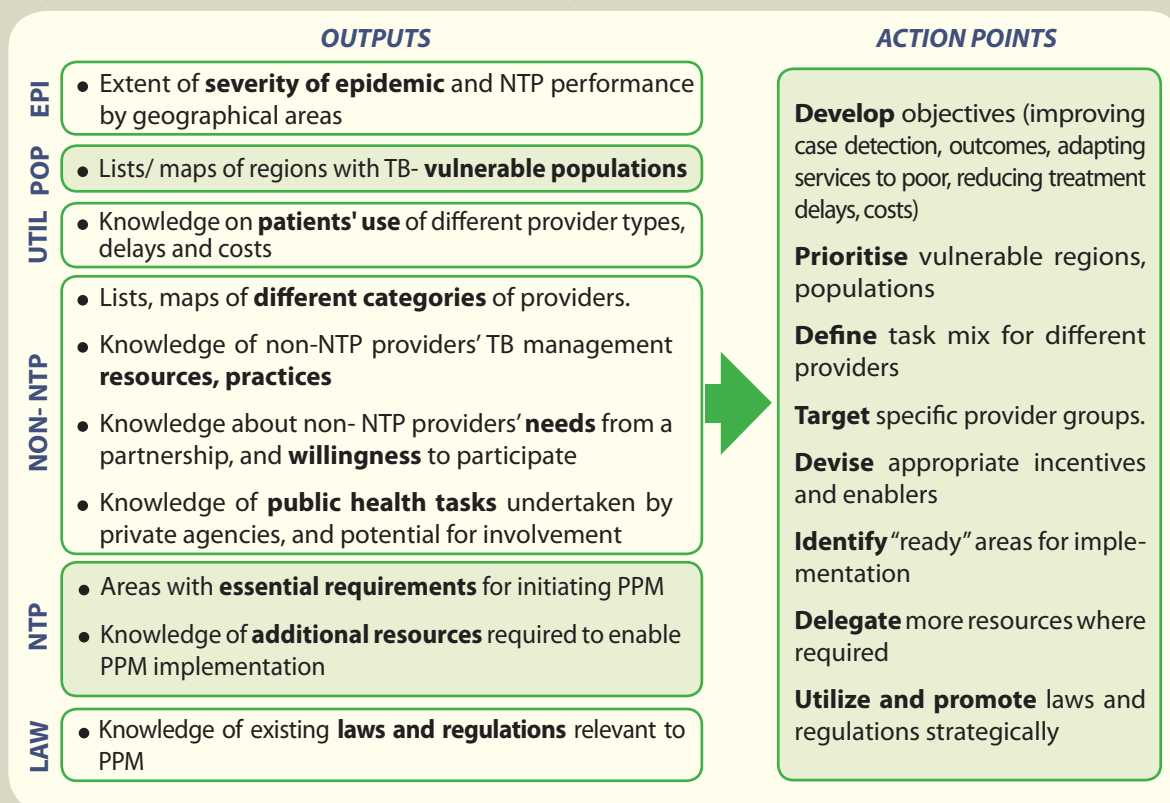 OUTPUTS
EPI
• Extent of severity of epidemic and NTP performance
by geographical areas
POP
• Lists/ maps of regions with TB- vulnerable populations
UTIL
• Knowledge on patients' use of different provider types,
delays and costs
NON- NTP
• Lists, maps of different categories of providers.
• Knowledge of non-NTP providers' TB management
resources, practices
• Knowledge about non- NTP providers' needs from a
partnership, and willingness to participate
• Knowledge of public health tasks undertaken by
private agencies, and potential for involvement
NTP
• Areas with essential requirements for initiating PPM
• Knowledge of additional resources required to enable
PPM implementation
LAW
• Knowledge of existing laws and regulations relevant to
PPM
ACTION POINTS
Develop objectives (improving
case detection, outcomes, adapting
services to poor, reducing treatment
delays, costs)
Prioritise vulnerable regions,
populations
Define task mix for different
providers
Target specific provider groups.
Devise appropriate incentives
and enablers
Identify "ready" areas for imple-
mentation
Delegate more resources where
required
Utilize and promote laws and
regulations strategically